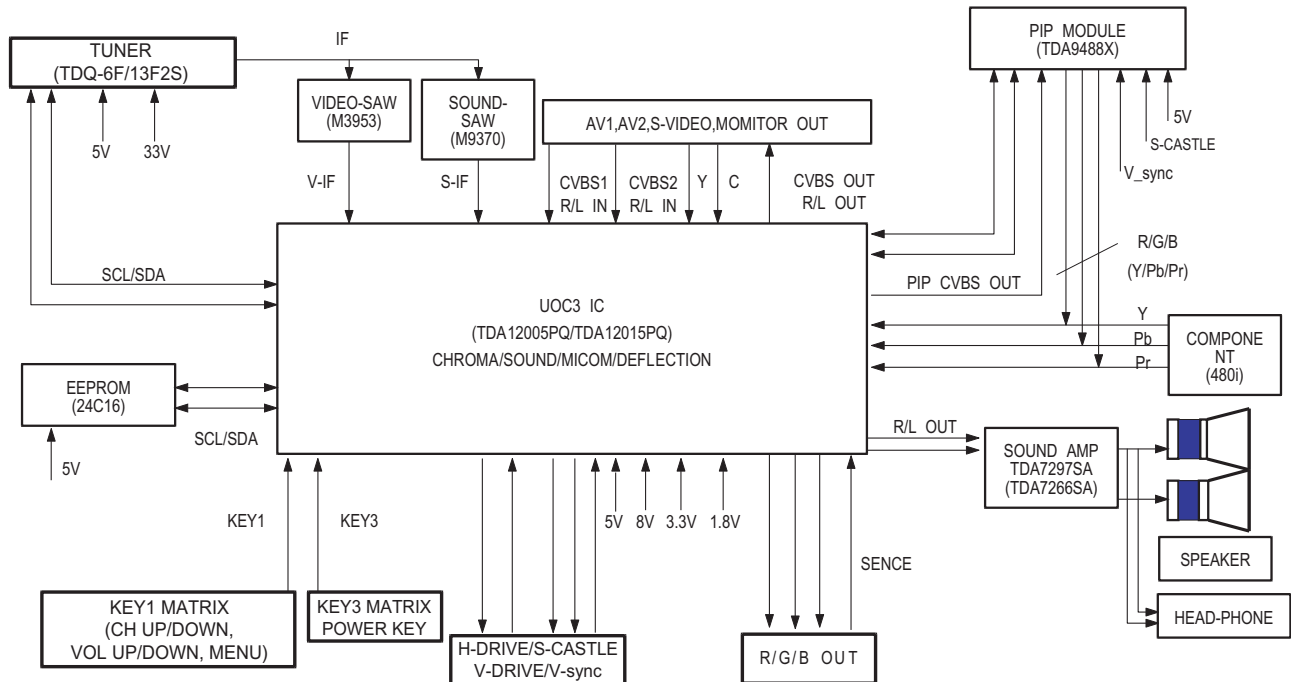 TUNER
(TDQ-6F/13F2S)
IF
PIP MODULE
(TDA9488X)
VIDEO-SAW
(M3953)
SOUND-
SAW
(M9370)
AV1,AV2,S-VIDEO,MOMITOR OUT
5V
33V
5V
S-CASTLE
V_sync
V-IF
S-IF
CVBS1
R/L IN
CVBS2
R/L IN
Y
C
CVBS OUT
R/L OUT
R/G/B
(Y/Pb/Pr)
SCL/SDA
PIP CVBS OUT
UOC3 IC
(TDA12005PQ/TDA12015PQ)
CHROMA/SOUND/MICOM/DEFLECTION
Y
Pb
Pr
COMPONE
NT
(480i)
EEPROM
(24C16)
SCL/SDA
5V
R/L OUT
SOUND AMP
TDA7297SA
(TDA7266SA)
KEY1
KEY3
5V
8V
3.3V
1.8V
SENCE
SPEAKER
KEY1 MATRIX
(CH UP/DOWN,
VOL UP/DOWN, MENU)
KEY3 MATRIX
POWER KEY
HEAD-PHONE
H-DRIVE/S-CASTLE
V-DRIVE/V-sync
R/G/B OUT